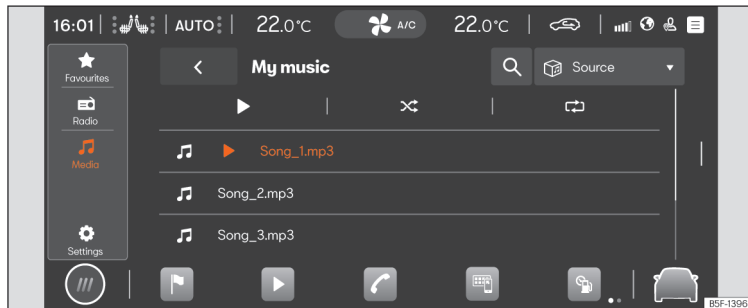 16:01 AUTO 22.0°C A/C 22.0°C
Favourites
My music
Source
Radio
Media
Song_1.mp3
Song_2.mp3
Song_3.mp3
Settings
B5F-1396